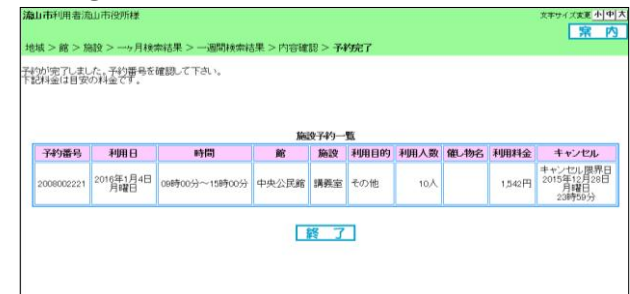 流山市利用者流山市役所様
文字サイズ変更 小 中 大
案 内
地域 > 館 > 施設 > 一ヶ月検索結果 > 一週間検索結果 > 内容確認 > 予約完了
予約が完了しました。予約番号を確認して下さい。
下記料金は目安の料金です。
施設予約一覧
予約番号 利用日 時間 館 施設 利用目的 利用人数 催し物名 利用料金 キャンセル
2008002221 2016年1月4日 月曜日 09時00分～15時00分 中央公民館 講義室 その他 10人 1,542円 キャンセル限界日 2015年12月28日 月曜日 23時59分
終 了